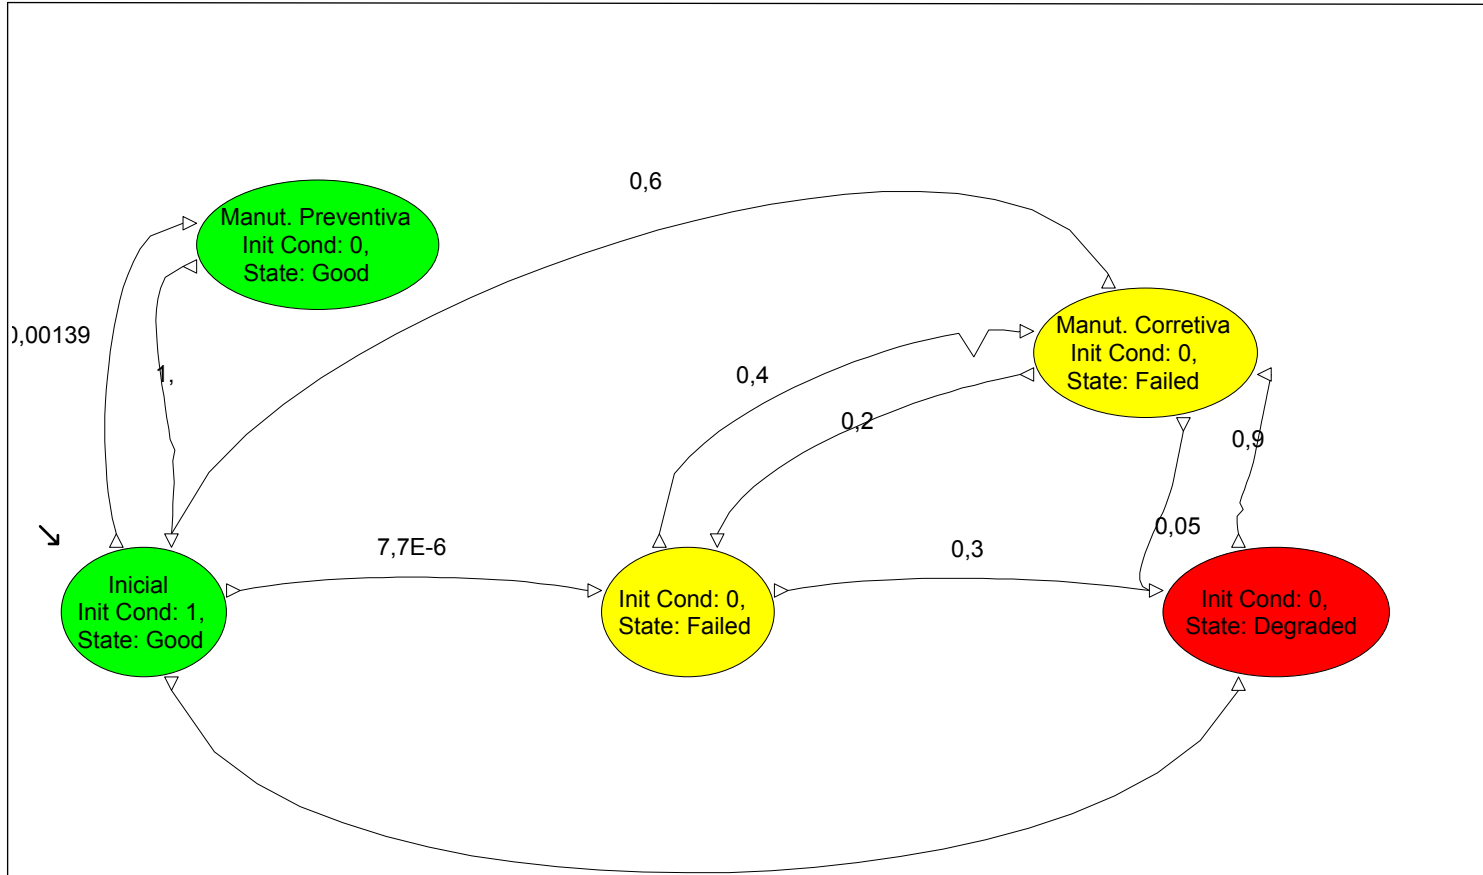 0,6
Manut. Preventiva
Init Cond: 0,
State: Good
0,00139
1,
Manut. Corretiva
Init Cond: 0,
State: Failed
0,4
0,2
0,9
0,05
7,7E-6
0,3
Inicial
Init Cond: 1,
State: Good
Init Cond: 0,
State: Failed
Init Cond: 0,
State: Degraded